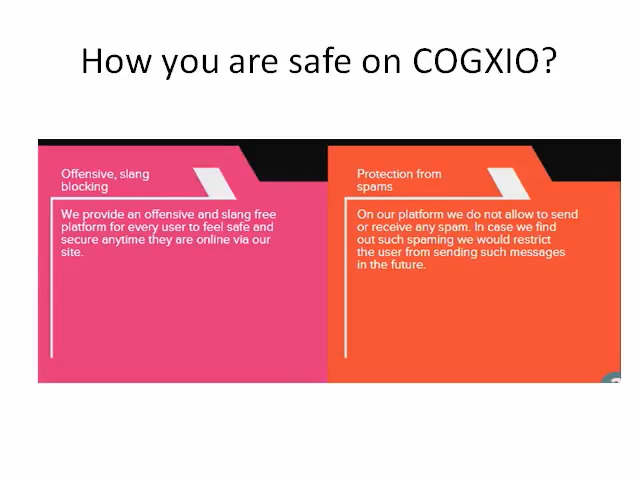 How you are safe on COGXIO?
Offensive, slang
blocking
We provide an offensive and slang free
platform for every user to feel safe and
secure anytime they are online via our
site.
Protection from
spams
On our platform we do not allow to send
or receive any spam. In case we find
out such spaming we would restrict
the user from sending such messages
in the future.